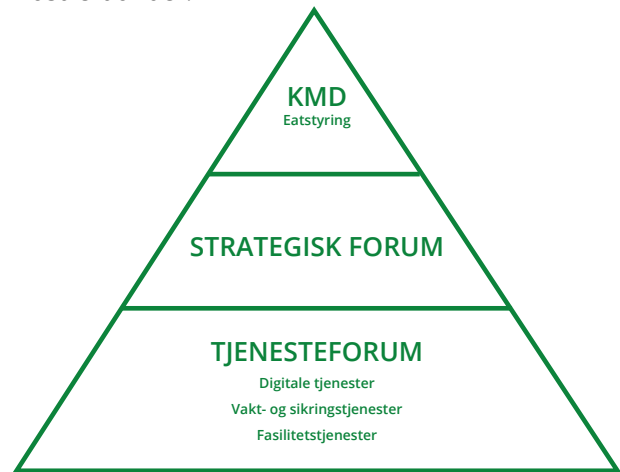 KMD
Eatstyring
STRATEGISK FORUM
TJENESTEFORUM
Digitale tjenester
Vakt- og sikringstjenester
Fasilitetstjenester